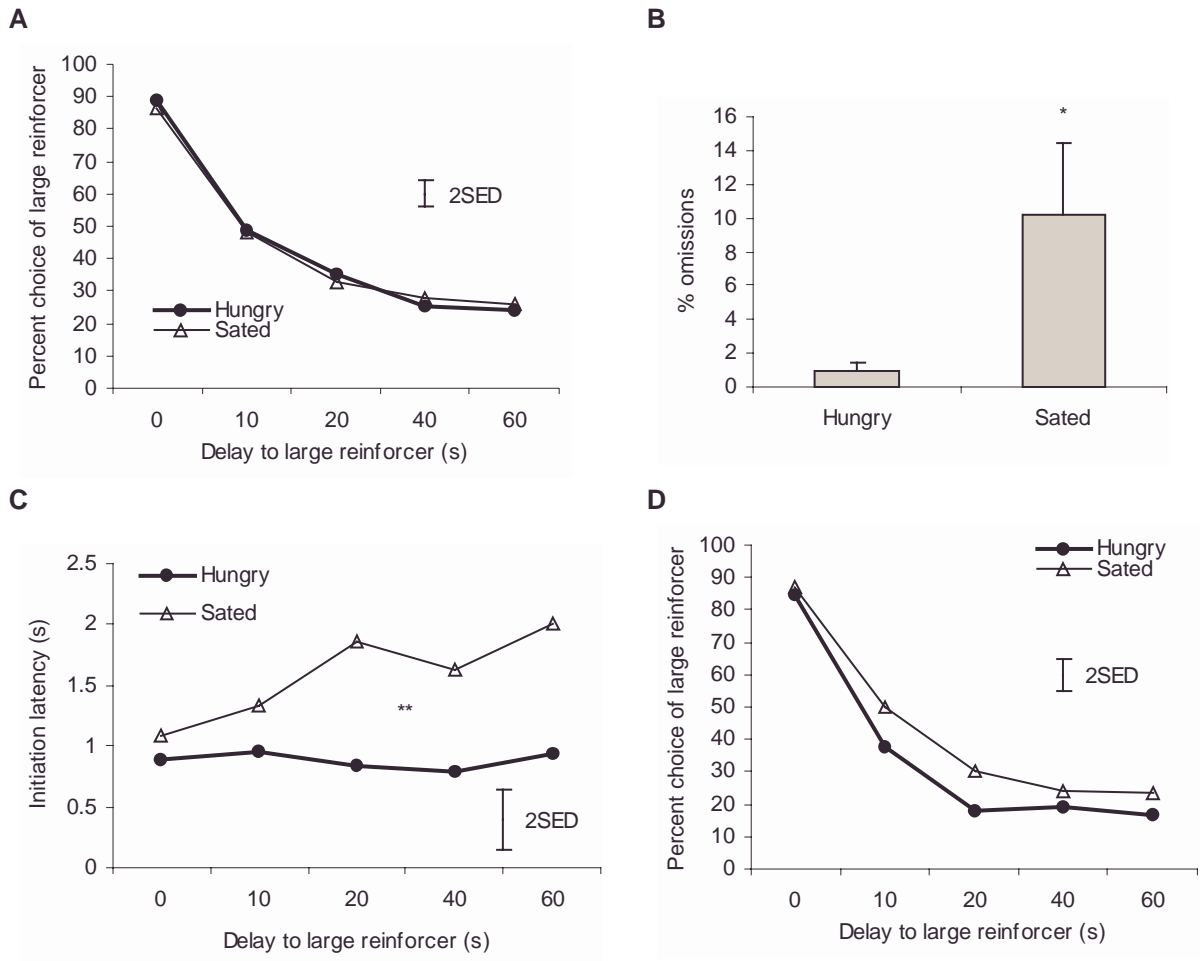 A
Percent choice of large reinforcer
100
90
80
70
60
50
40
30
20
10
0
2SED
Hungry
Sated
0 10 20 40 60
Delay to large reinforcer (s)
B
% omissions
16
14
12
10
8
6
4
2
0
*
Hungry Sated
C
Initiation latency (s)
2.5
2
1.5
1
0.5
0
Hungry
Sated
**
2SED
0 10 20 40 60
Delay to large reinforcer (s)
D
Percent choice of large reinforcer
100
90
80
70
60
50
40
30
20
10
0
Hungry
Sated
2SED
0 10 20 40 60
Delay to large reinforcer (s)